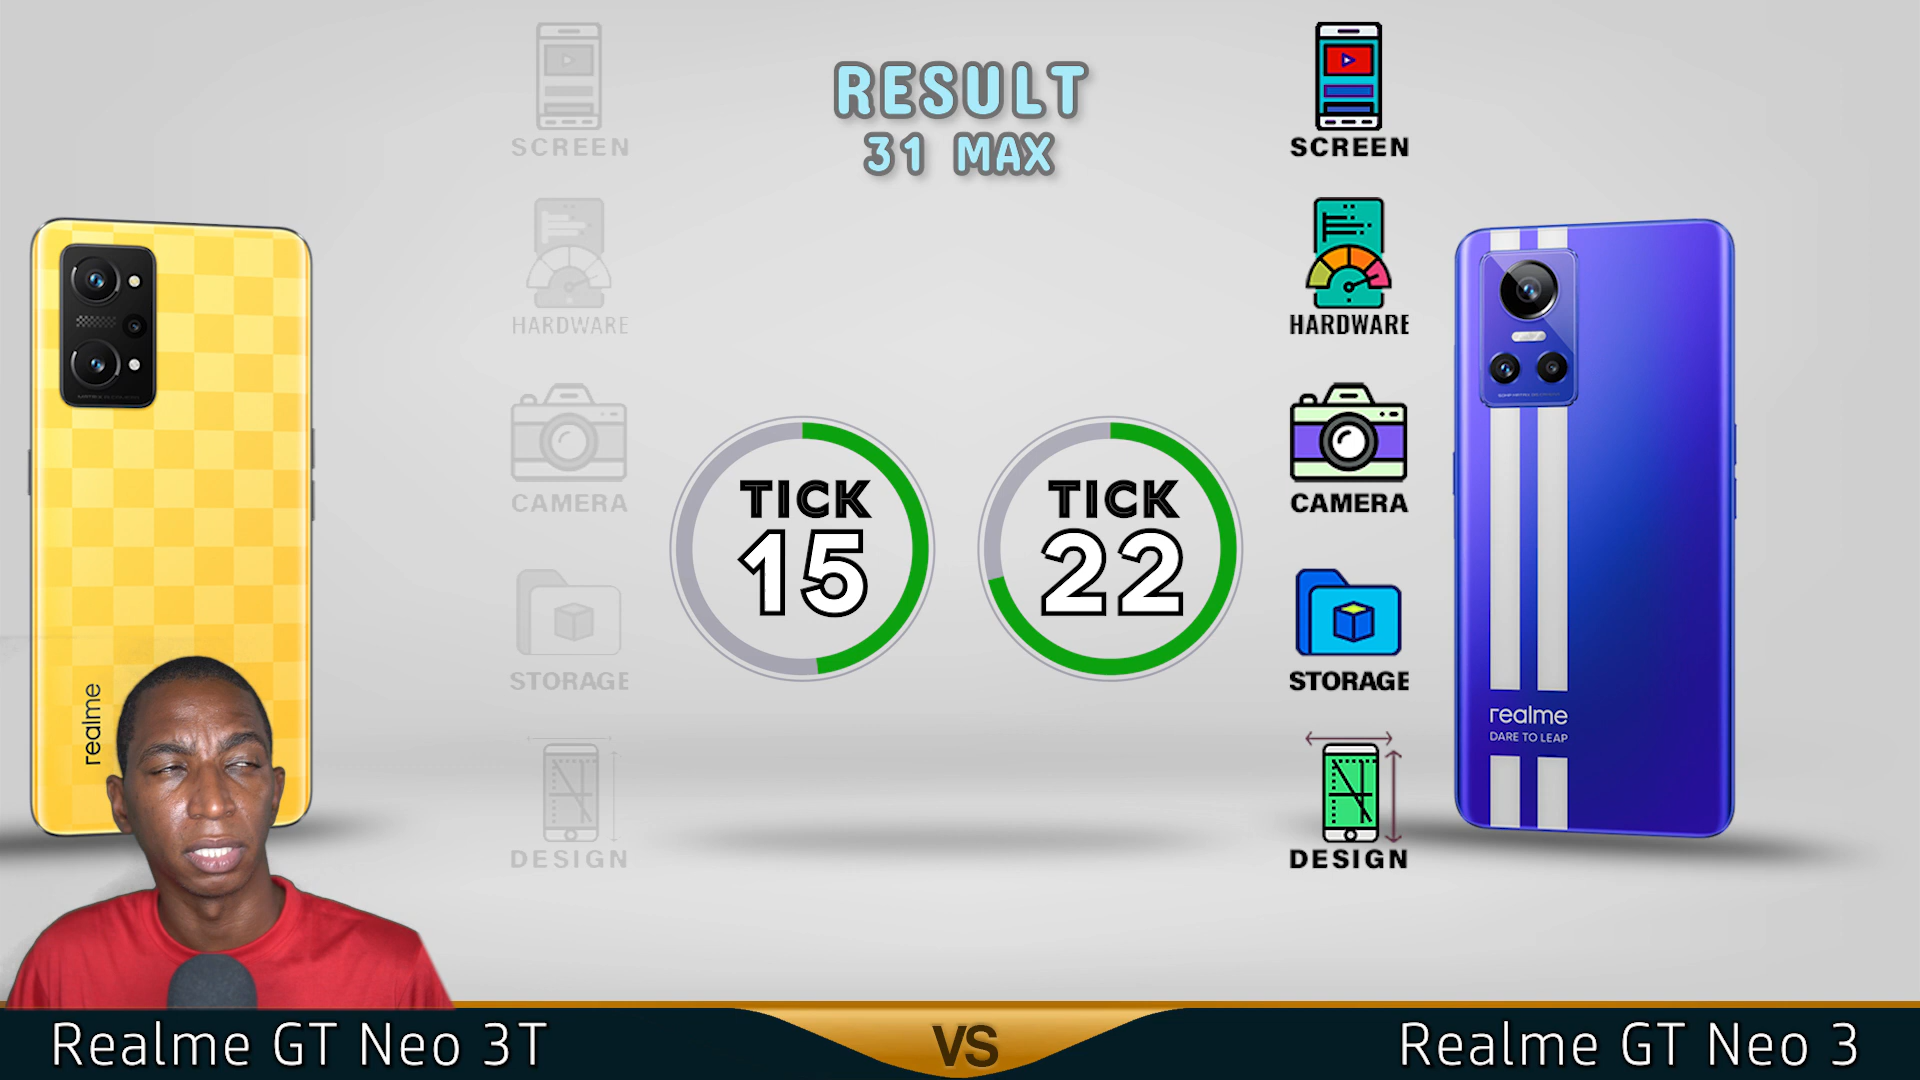 RESULT
31 MAX
SCREEN
HARDWARE
CAMERA
STORAGE
DESIGN
TICK
15
TICK
22
SCREEN
HARDWARE
CAMERA
STORAGE
DESIGN
realme
realme
DARE TO LEAP
Realme GT Neo 3T
VS
Realme GT Neo 3